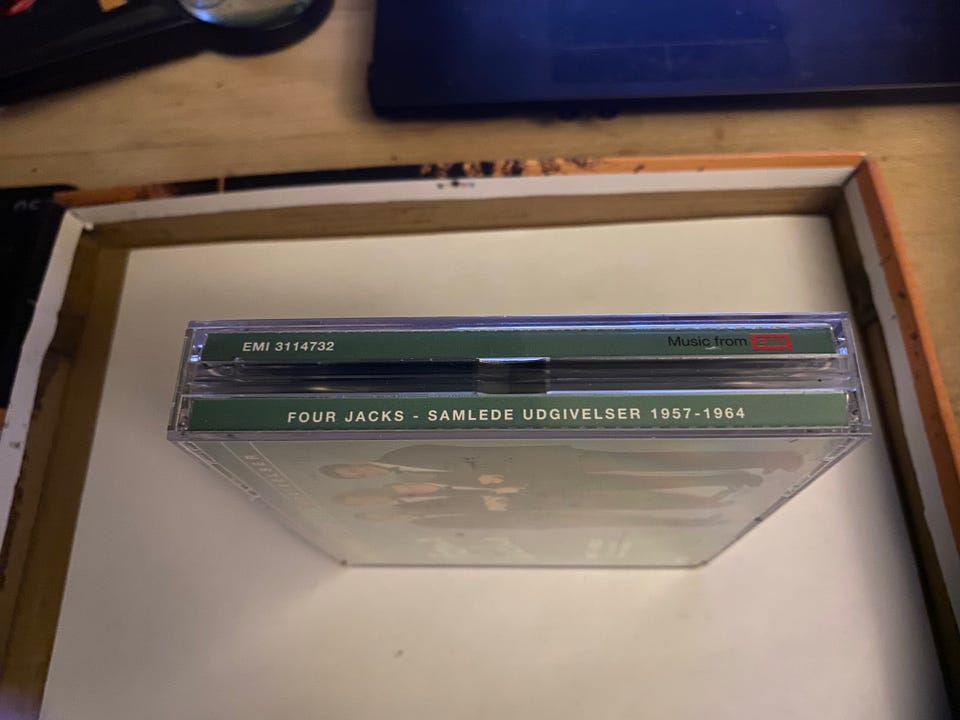 EMI 3114732
Music from EMI
FOUR JACKS - SAMLEDE UDGIVELSER 1957-1964